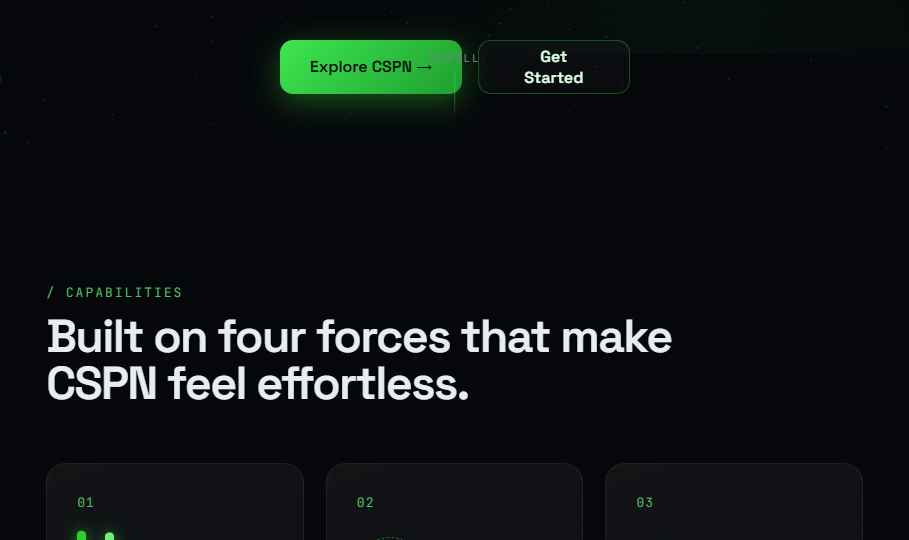 Explore CSPN →
Get
Started
/ CAPABILITIES
Built on four forces that make
CSPN feel effortless.
01
02
03